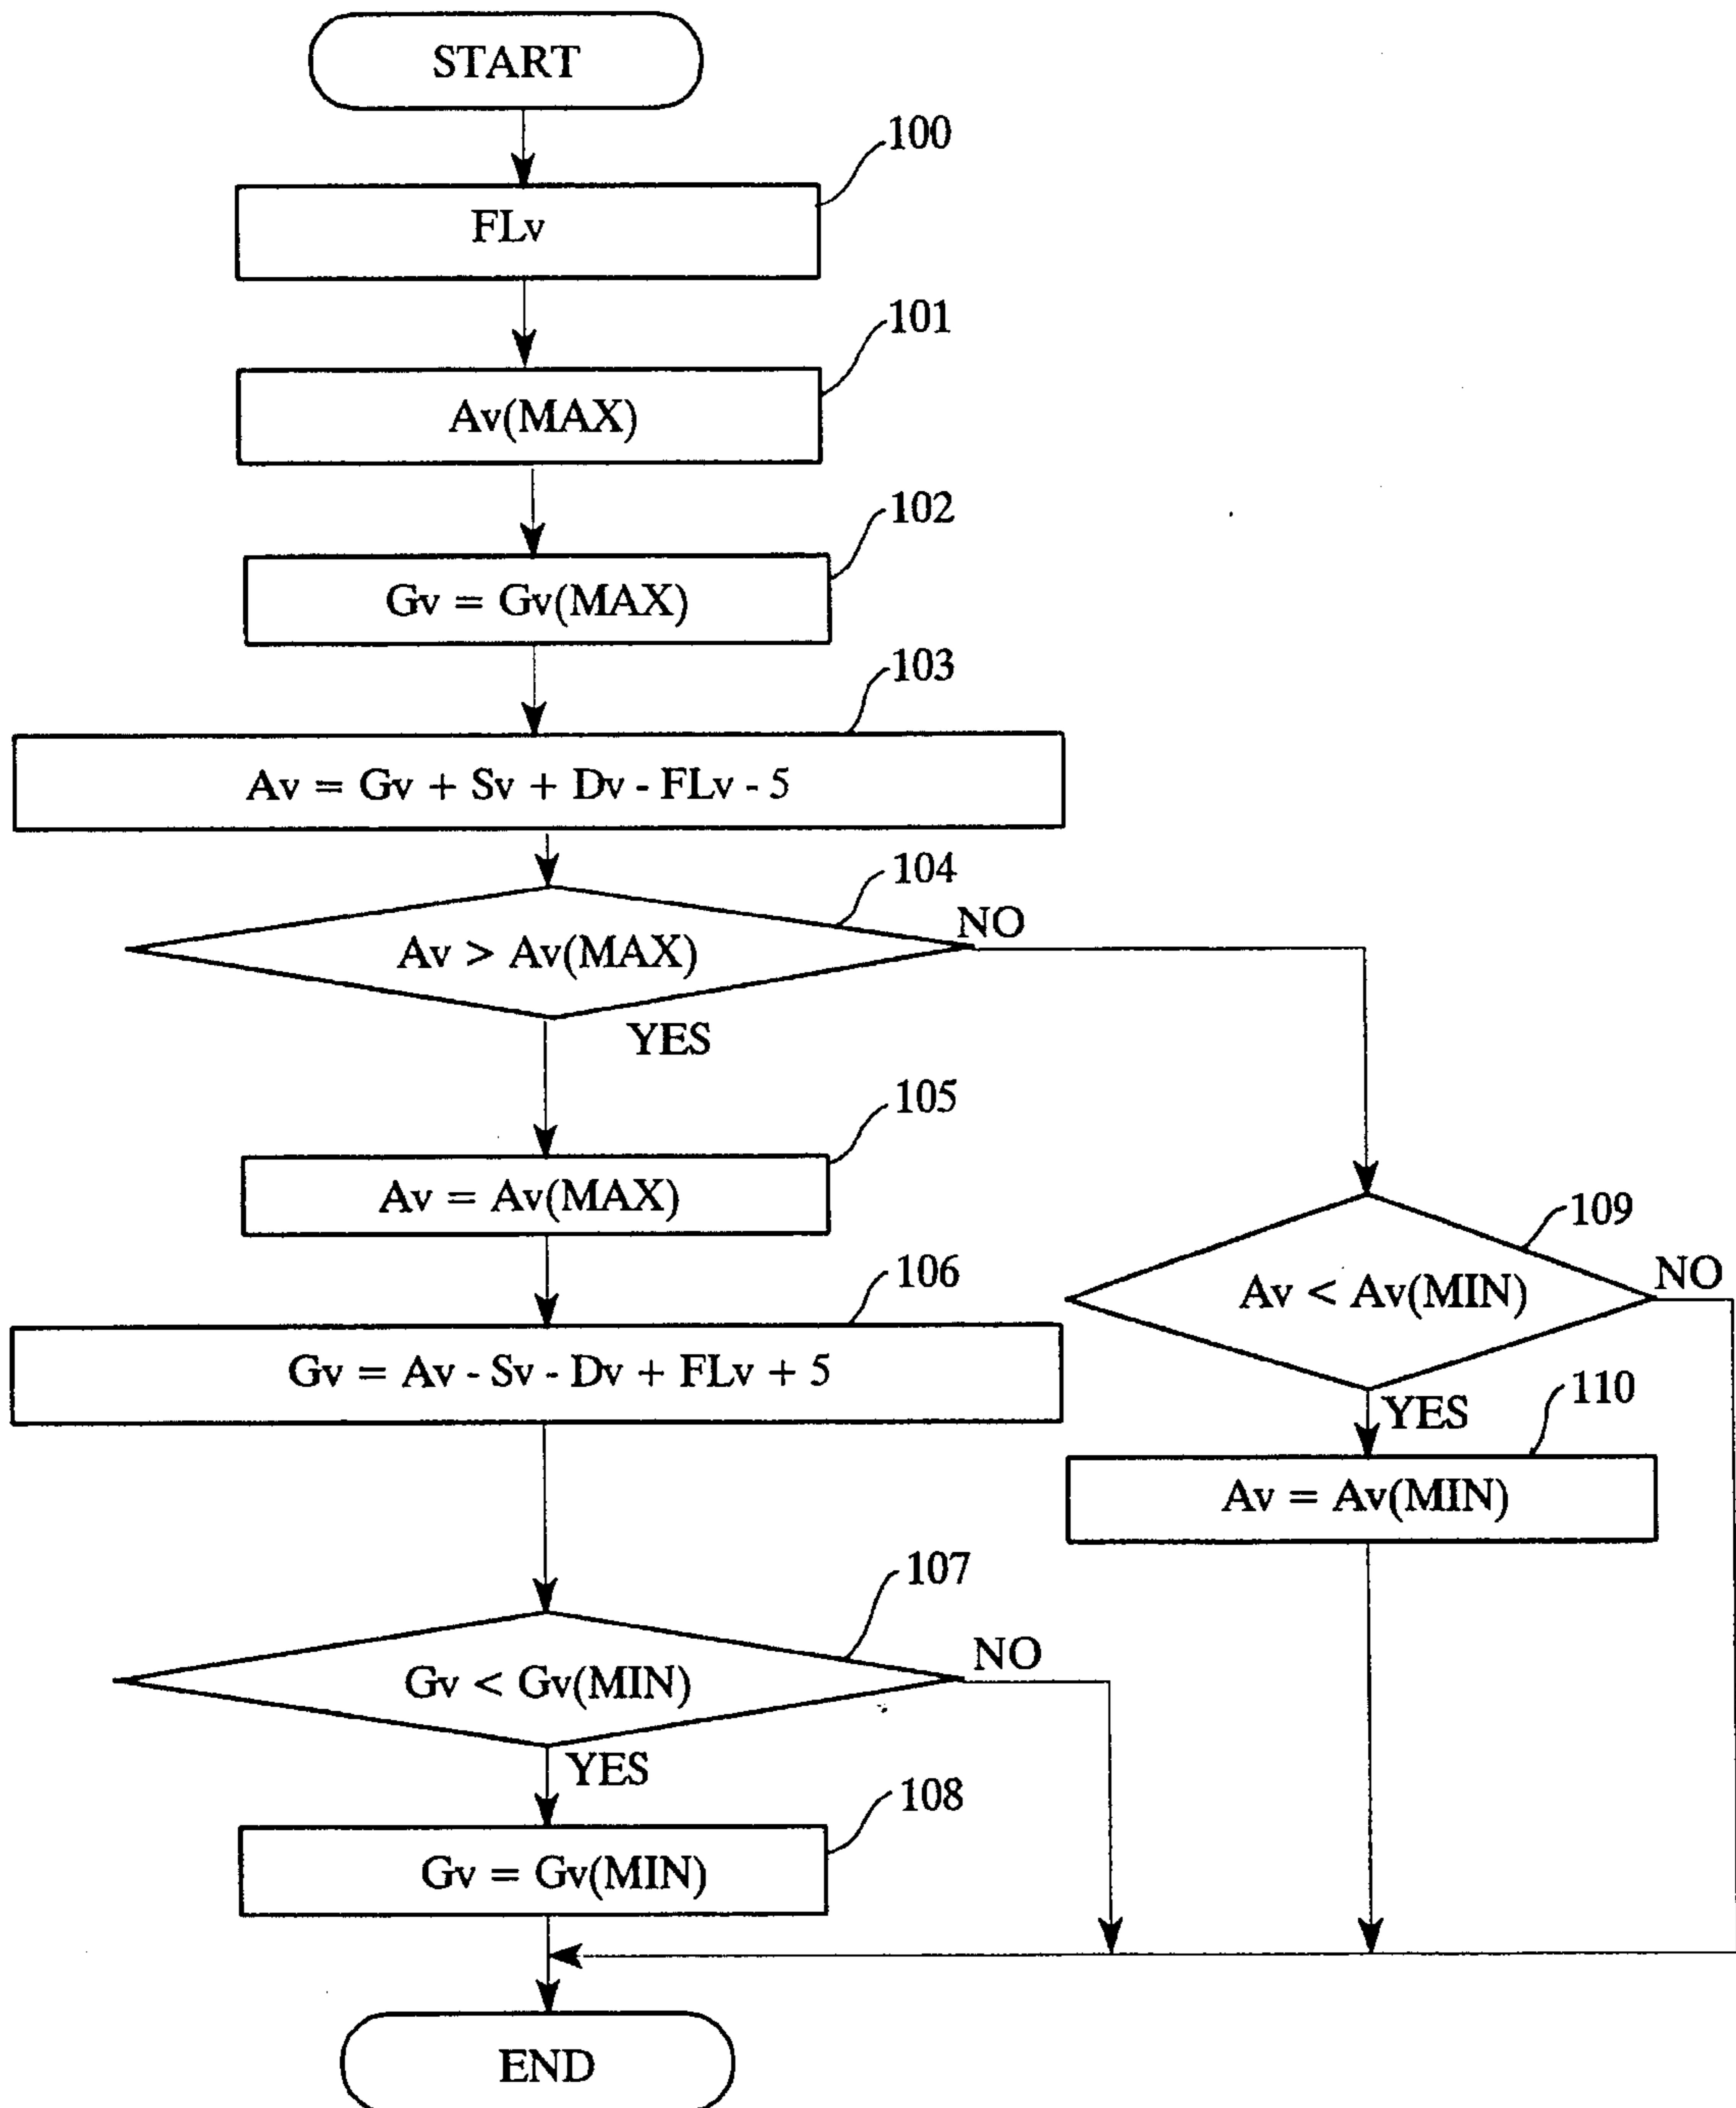 START
100
FLv
101
Av(MAX)
102
Gv = Gv(MAX)
103
Av = Gv + Sv + Dv - FLv - 5
104
Av > Av(MAX)
NO
YES
105
Av = Av(MAX)
106
Gv = Av - Sv - Dv + FLv + 5
109
Av < Av(MIN)
NO
YES
110
Av = Av(MIN)
107
Gv < Gv(MIN)
NO
YES
108
Gv = Gv(MIN)
END